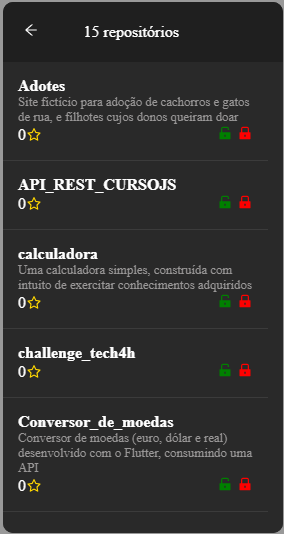 15 repositórios
Adotes
Site fictício para adoção de cachorros e gatos
de rua, e filhotes cujos donos queiram doar
0
API_REST_CURSOJS
0
calculadora
Uma calculadora simples, construída com
intuito de exercitar conhecimentos adquiridos
0
challenge_tech4h
0
Conversor_de_moedas
Conversor de moedas (euro, dólar e real)
desenvolvido com o Flutter, consumindo uma
API
0